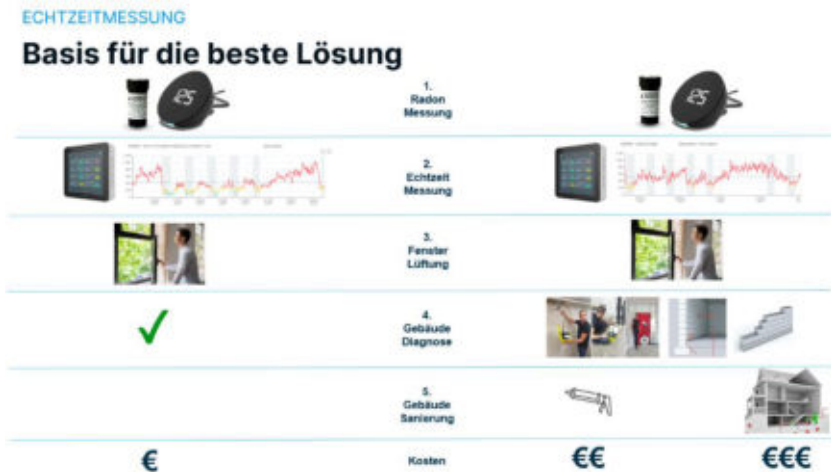 ECHTZEITMESSUNG
Basis für die beste Lösung
1.
Radon
Messung
2.
Echtzeit
Messung
3.
Fenster
Lüftung
4.
Gebäude
Diagnose
5.
Gebäude
Sanierung
€
Kosten
€€
€€€